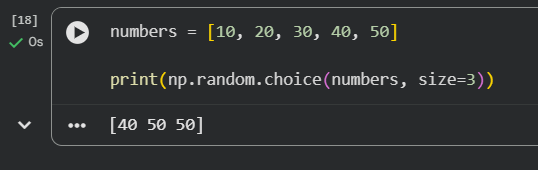 [18]
0s
numbers = [10, 20, 30, 40, 50]
print(np.random.choice(numbers, size=3))
[40 50 50]